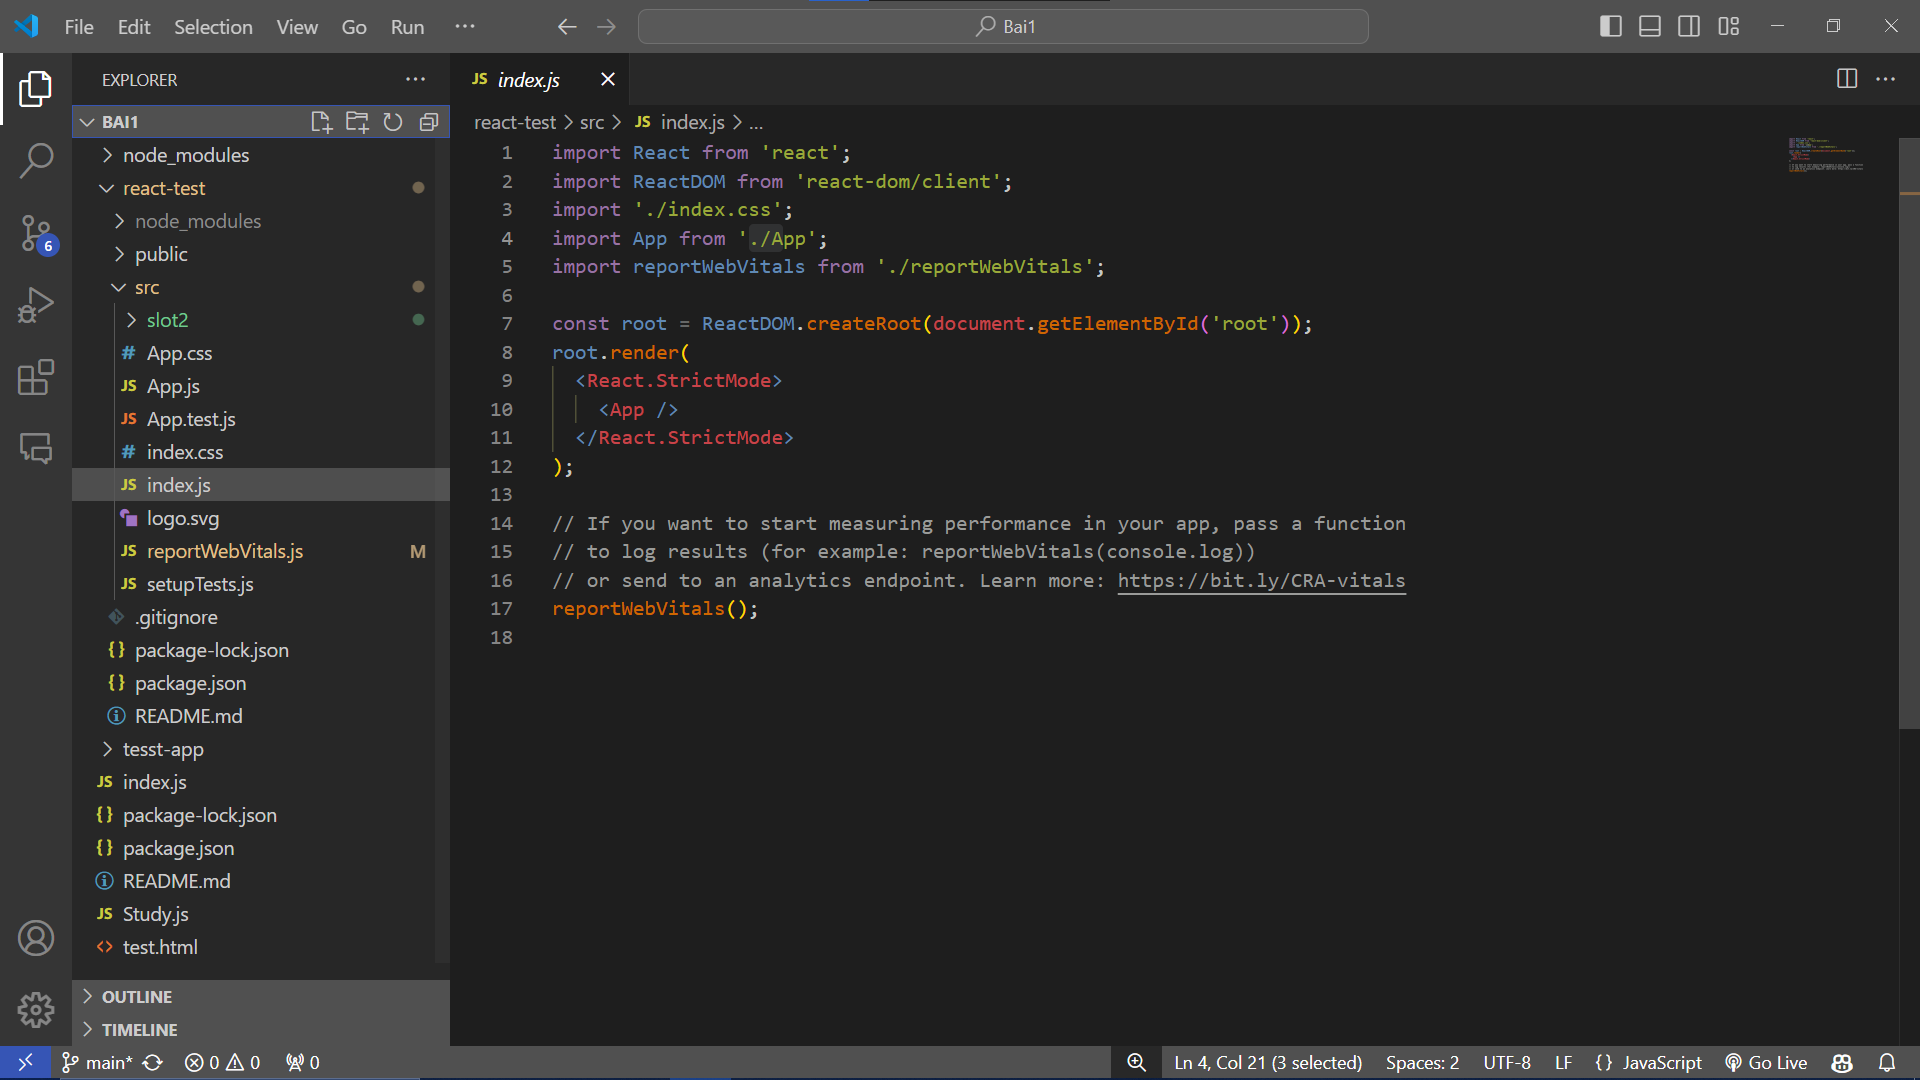 File Edit Selection View Go Run ···
Bai1
EXPLORER
BAI1
node_modules
react-test
node_modules
public
src
slot2
# App.css
JS App.js
JS App.test.js
# index.css
JS index.js
logo.svg
JS reportWebVitals.js M
JS setupTests.js
.gitignore
{} package-lock.json
{} package.json
README.md
tesst-app
JS index.js
{} package-lock.json
{} package.json
README.md
JS Study.js
<> test.html
OUTLINE
TIMELINE
6
JS index.js
react-test > src > JS index.js > ...
1 import React from 'react';
2 import ReactDOM from 'react-dom/client';
3 import './index.css';
4 import App from './App';
5 import reportWebVitals from './reportWebVitals';
6
7 const root = ReactDOM.createRoot(document.getElementById('root'));
8 root.render(
9 <React.StrictMode>
10 <App />
11 </React.StrictMode>
12 );
13
14 // If you want to start measuring performance in your app, pass a function
15 // to log results (for example: reportWebVitals(console.log))
16 // or send to an analytics endpoint. Learn more: https://bit.ly/CRA-vitals
17 reportWebVitals();
18
main* 0 0 0 Ln 4, Col 21 (3 selected) Spaces: 2 UTF-8 LF {} JavaScript Go Live